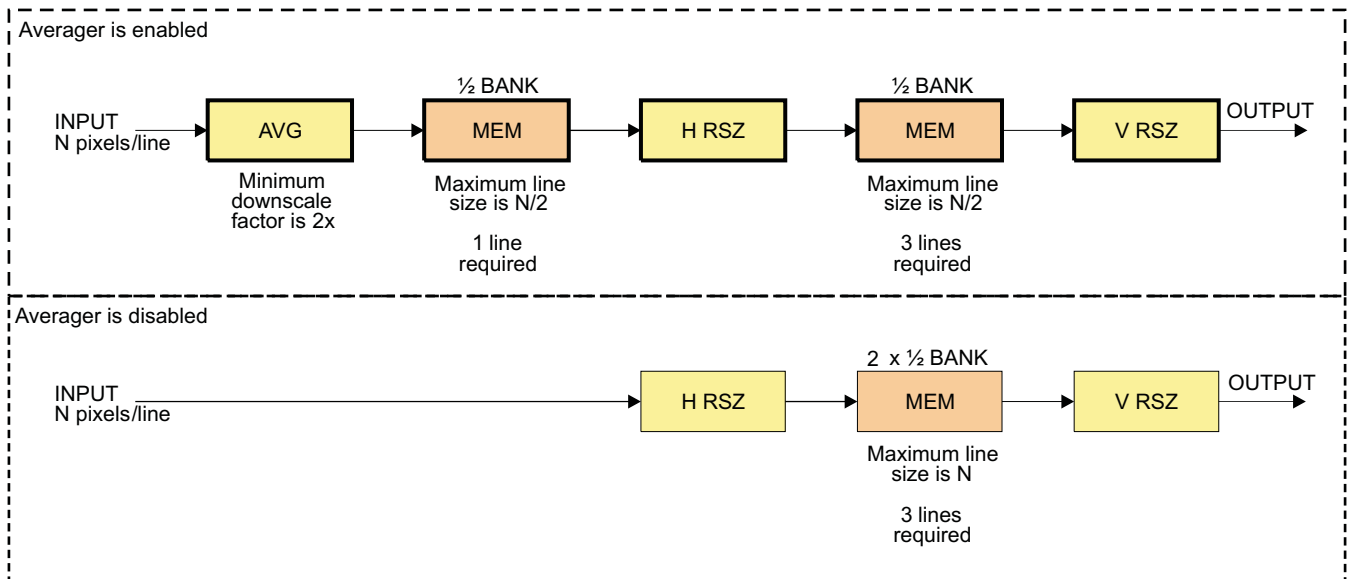 Averager is enabled
½ BANK
½ BANK
INPUT
N pixels/line
AVG
MEM
H RSZ
MEM
V RSZ
OUTPUT
Minimum
downscale
factor is 2x
Maximum line
size is N/2
1 line
required
Maximum line
size is N/2
3 lines
required
Averager is disabled
2 x ½ BANK
INPUT
N pixels/line
H RSZ
MEM
V RSZ
OUTPUT
Maximum line
size is N
3 lines
required